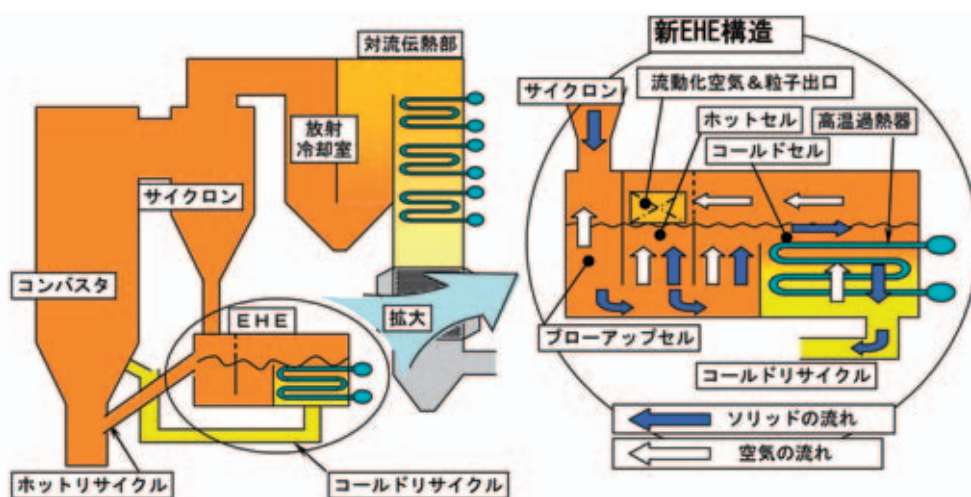 対流伝熱部
放射
冷却室
サイクロン
コンバスタ
EHE
拡大
ホットリサイクル
コールドリサイクル
新EHE構造
サイクロン
流動化空気&粒子出口
ホットセル
高温過熱器
コールドセル
ブローアップセル
コールドリサイクル
ソリッドの流れ
空気の流れ